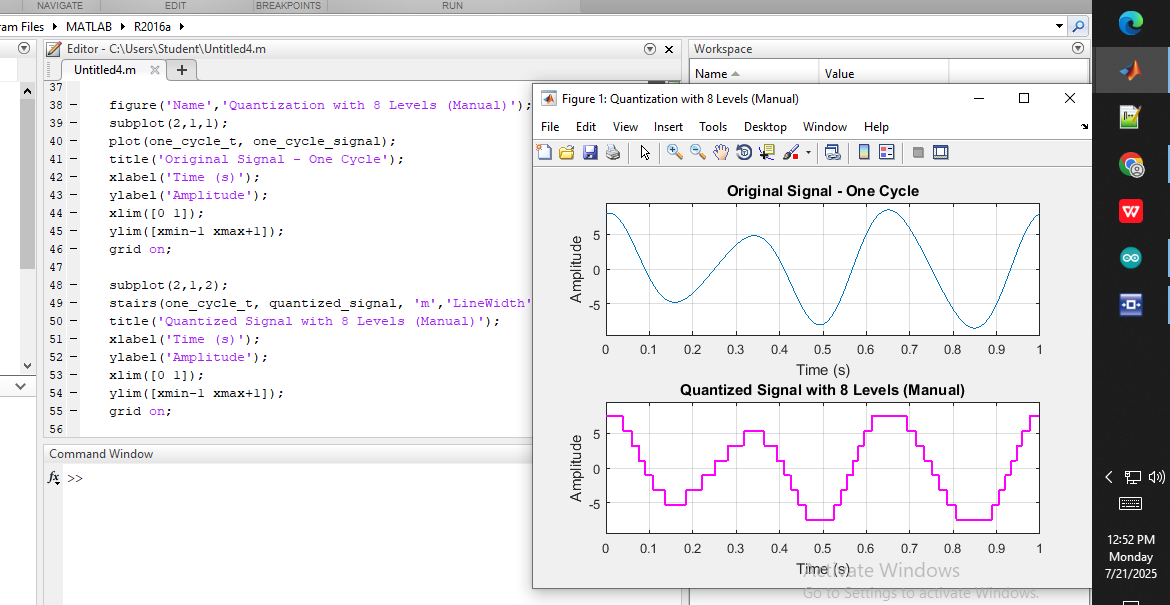 NAVIGATE EDIT BREAKPOINTS RUN
ram Files MATLAB R2016a
Editor - C:\Users\Student\Untitled4.m
Workspace
Untitled4.m
Name Value
37
38 figure('Name','Quantization with 8 Levels (Manual)');
39 subplot(2,1,1);
40 plot(one_cycle_t, one_cycle_signal);
41 title('Original Signal - One Cycle');
42 xlabel('Time (s)');
43 ylabel('Amplitude');
44 xlim([0 1]);
45 ylim([xmin-1 xmax+1]);
46 grid on;
47
48 subplot(2,1,2);
49 stairs(one_cycle_t, quantized_signal, 'm','LineWidth'
50 title('Quantized Signal with 8 Levels (Manual)');
51 xlabel('Time (s)');
52 ylabel('Amplitude');
53 xlim([0 1]);
54 ylim([xmin-1 xmax+1]);
55 grid on;
56
Command Window
fx >>
Figure 1: Quantization with 8 Levels (Manual)
File Edit View Insert Tools Desktop Window Help
Original Signal - One Cycle
Amplitude
5
0
-5
0 0.1 0.2 0.3 0.4 0.5 0.6 0.7 0.8 0.9 1
Time (s)
Quantized Signal with 8 Levels (Manual)
Amplitude
5
0
-5
0 0.1 0.2 0.3 0.4 0.5 0.6 0.7 0.8 0.9 1
Time (s)
Activate Windows
Go to Settings to activate Windows.
12:52 PM
Monday
7/21/2025